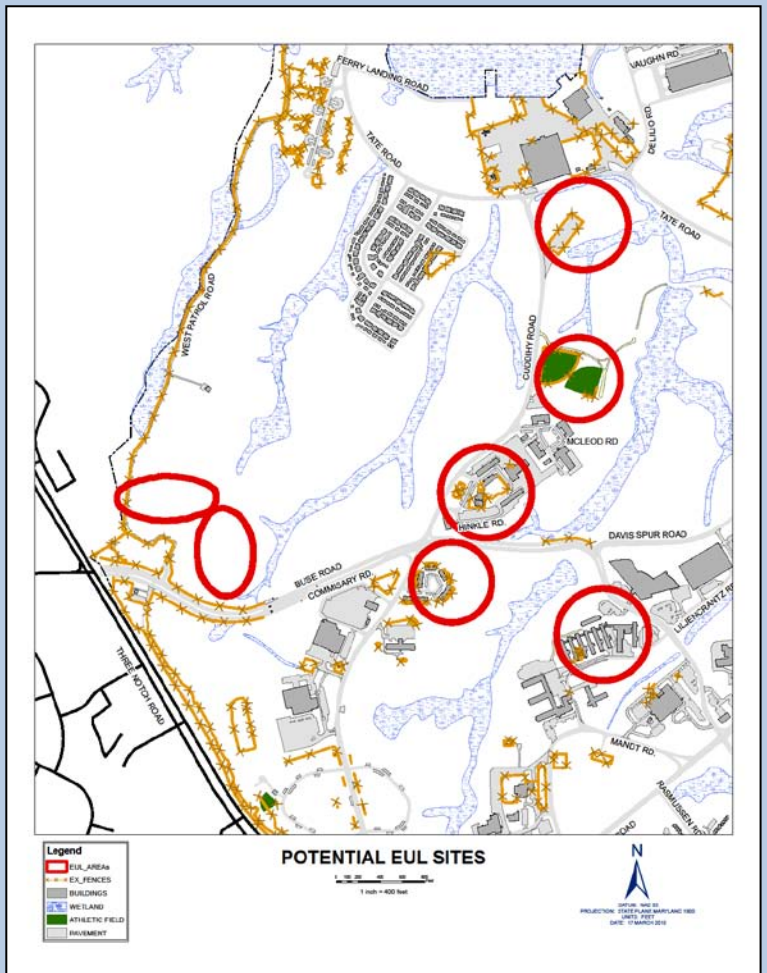 VAUGHN RD
FERRY LANDING ROAD
DELILIO RD.
TATE ROAD
TATE ROAD
WEST PATROL ROAD
CUDDIHY ROAD
MCLEOD RD
HINKLE RD.
DAVIS SPUR ROAD
BUSE ROAD
COMMISARY RD.
LILJENCRANTZ RD
THREE NOTCH ROAD
MANDT RD.
RASMUSSEN RD
OAD
Legend
EUL_AREAs
EX_FENCES
BUILDINGS
WETLAND
ATHLETIC FIELD
PAVEMENT
POTENTIAL EUL SITES
1 inch = 400 feet
N
DATUM: NAD 83
PROJECTION: STATE PLANE MARYLAND 1900
UNITS: FEET
DATE: 17 MARCH 2010